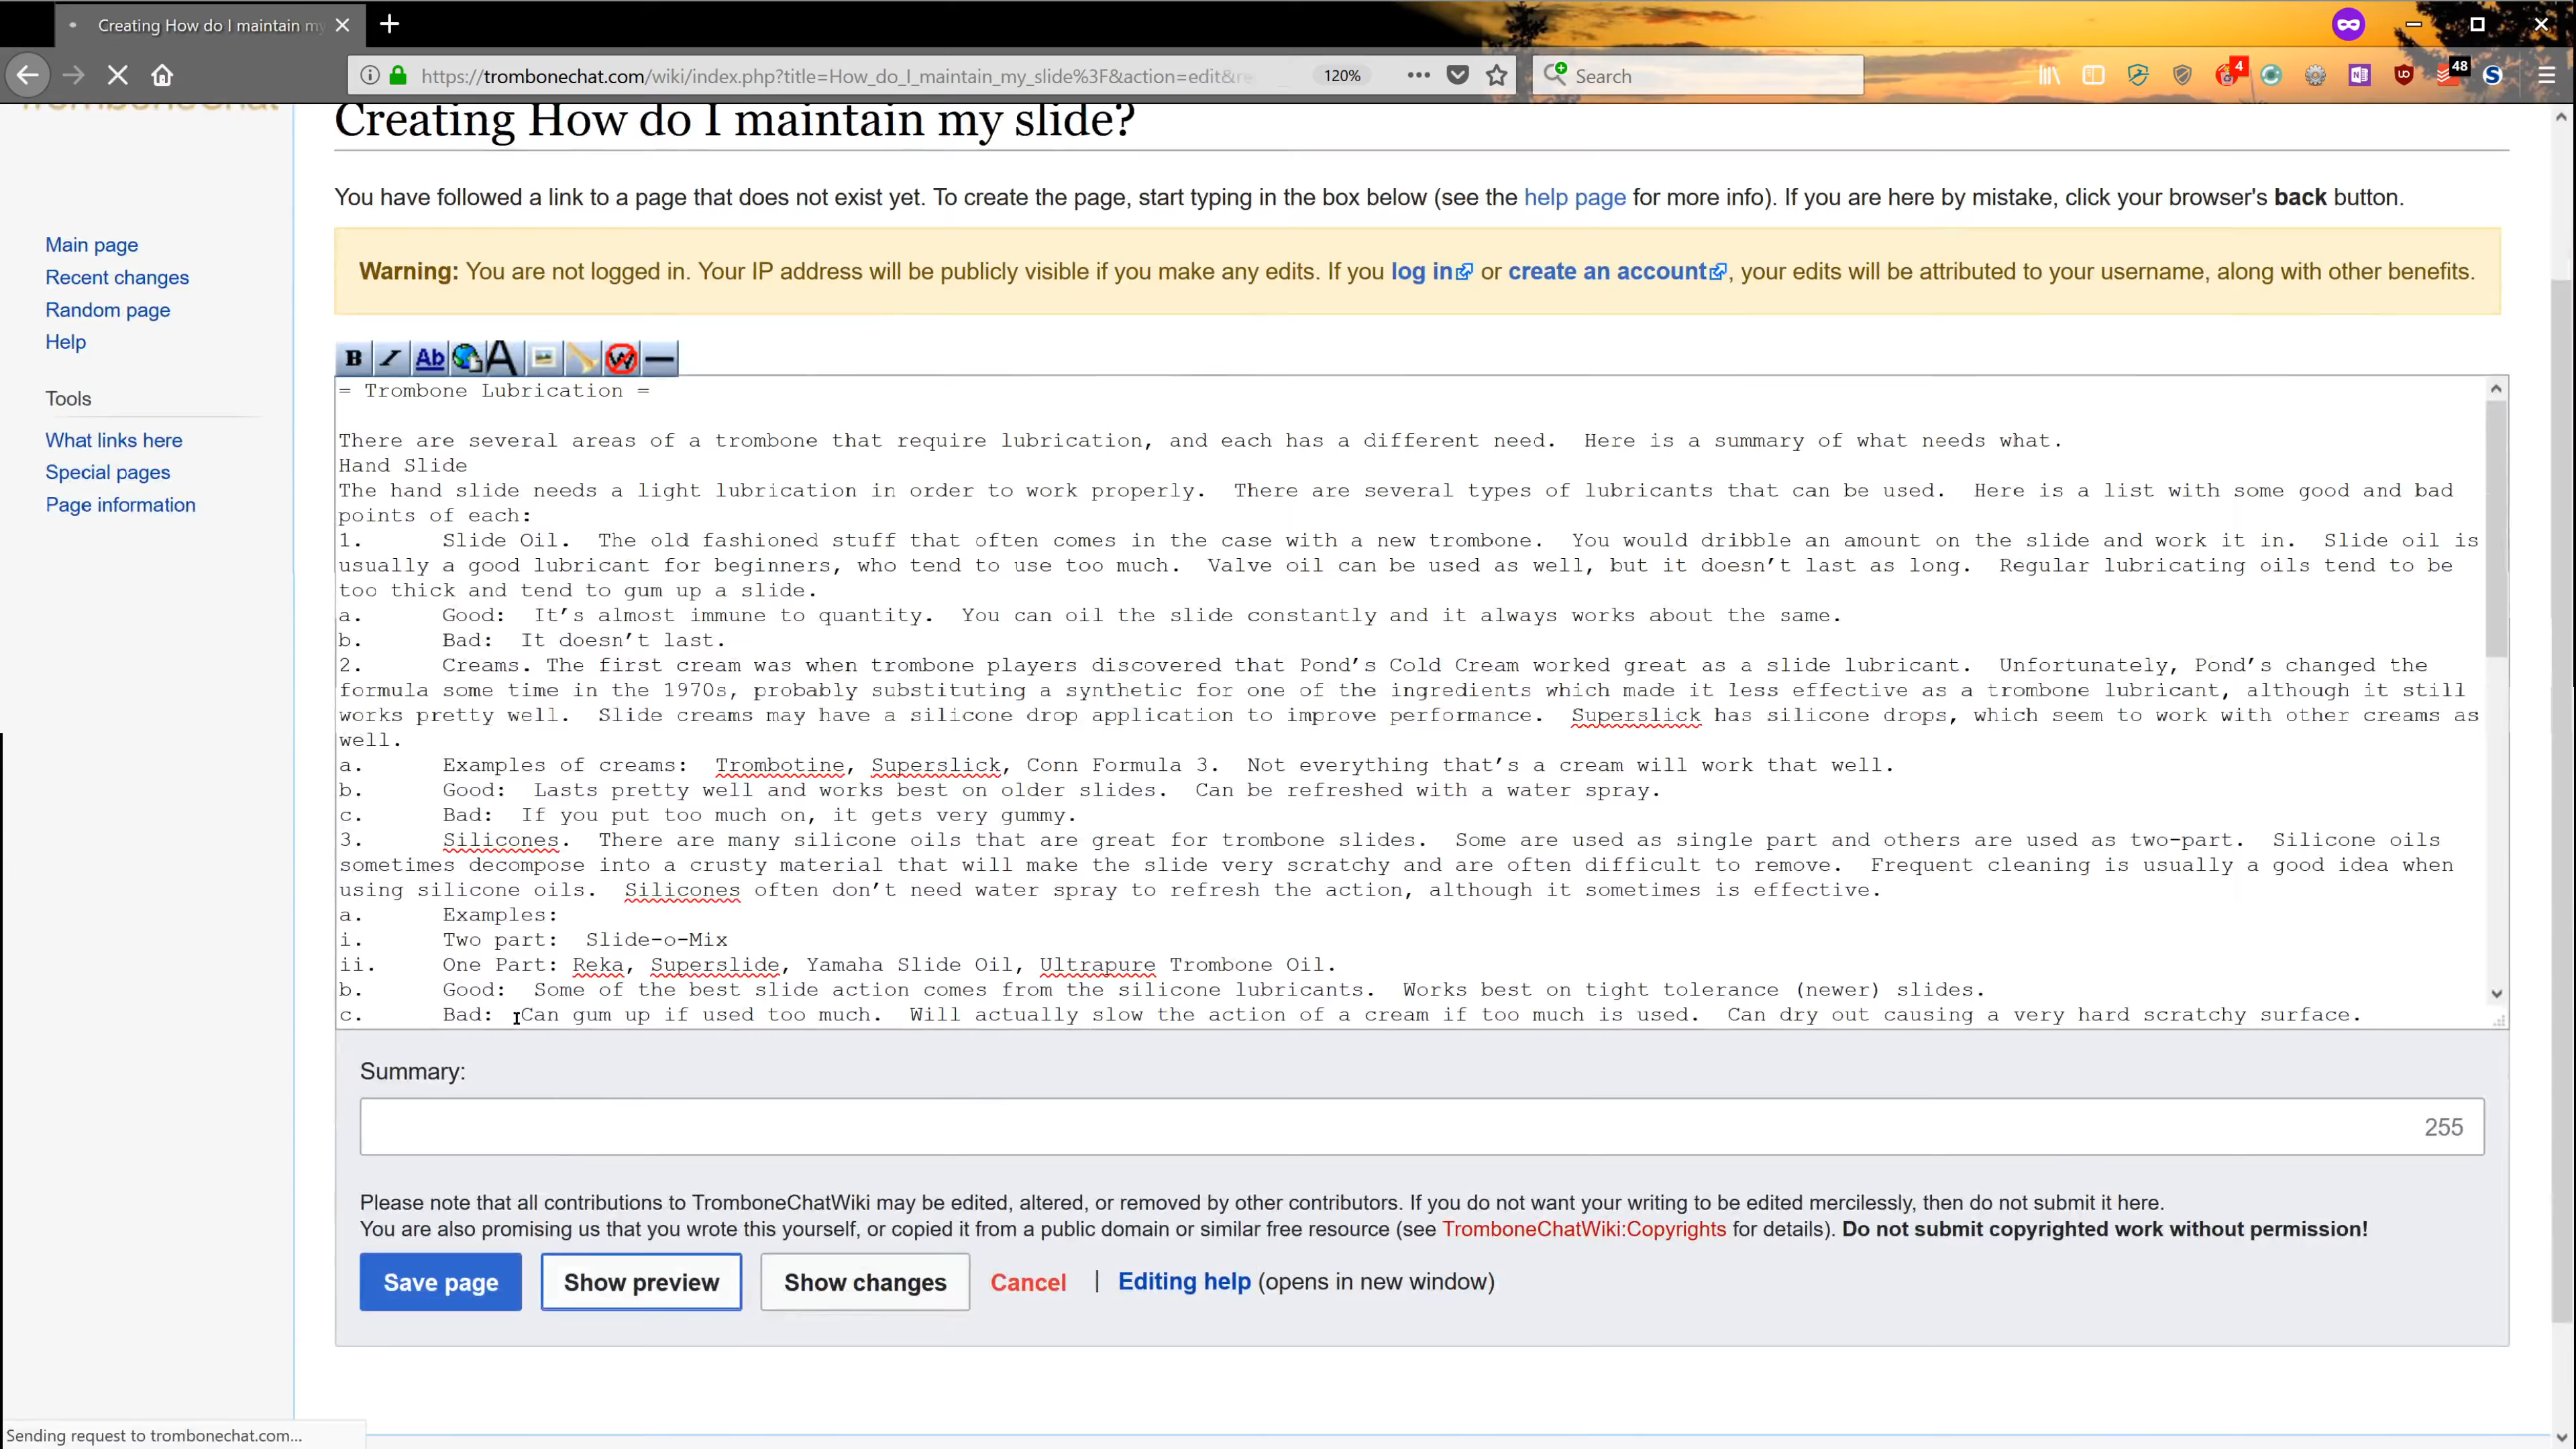 Creating How do I maintain my
https://trombonechat.com/wiki/index.php?title=How_do_I_maintain_my_slide%3F&action=edit&re
120%
Search
4
48
TromboneChat
Creating How do I maintain my slide?
You have followed a link to a page that does not exist yet. To create the page, start typing in the box below (see the help page for more info). If you are here by mistake, click your browser's back button.
Main page
Recent changes
Random page
Help
Tools
What links here
Special pages
Page information
Warning: You are not logged in. Your IP address will be publicly visible if you make any edits. If you log in or create an account, your edits will be attributed to your username, along with other benefits.
B I Ab A W
= Trombone Lubrication =
There are several areas of a trombone that require lubrication, and each has a different need.  Here is a summary of what needs what.
Hand Slide
The hand slide needs a light lubrication in order to work properly.  There are several types of lubricants that can be used.  Here is a list with some good and bad
points of each:
1. Slide Oil.  The old fashioned stuff that often comes in the case with a new trombone.  You would dribble an amount on the slide and work it in.  Slide oil is
usually a good lubricant for beginners, who tend to use too much.  Valve oil can be used as well, but it doesn’t last as long.  Regular lubricating oils tend to be
too thick and tend to gum up a slide.
a. Good:  It’s almost immune to quantity.  You can oil the slide constantly and it always works about the same.
b. Bad:  It doesn’t last.
2. Creams. The first cream was when trombone players discovered that Pond’s Cold Cream worked great as a slide lubricant.  Unfortunately, Pond’s changed the
formula some time in the 1970s, probably substituting a synthetic for one of the ingredients which made it less effective as a trombone lubricant, although it still
works pretty well.  Slide creams may have a silicone drop application to improve performance.  Superslick has silicone drops, which seem to work with other creams as
well.
a. Examples of creams:  Trombotine, Superslick, Conn Formula 3.  Not everything that’s a cream will work that well.
b. Good:  Lasts pretty well and works best on older slides.  Can be refreshed with a water spray.
c. Bad:  If you put too much on, it gets very gummy.
3. Silicones.  There are many silicone oils that are great for trombone slides.  Some are used as single part and others are used as two-part.  Silicone oils
sometimes decompose into a crusty material that will make the slide very scratchy and are often difficult to remove.  Frequent cleaning is usually a good idea when
using silicone oils.  Silicones often don’t need water spray to refresh the action, although it sometimes is effective.
a. Examples:
i. Two part:  Slide-o-Mix
ii. One Part: Reka, Superslide, Yamaha Slide Oil, Ultrapure Trombone Oil.
b. Good:  Some of the best slide action comes from the silicone lubricants.  Works best on tight tolerance (newer) slides.
c. Bad:  Can gum up if used too much.  Will actually slow the action of a cream if too much is used.  Can dry out causing a very hard scratchy surface.
Summary:
255
Please note that all contributions to TromboneChatWiki may be edited, altered, or removed by other contributors. If you do not want your writing to be edited mercilessly, then do not submit it here.
You are also promising us that you wrote this yourself, or copied it from a public domain or similar free resource (see TromboneChatWiki:Copyrights for details). Do not submit copyrighted work without permission!
Save page Show preview Show changes Cancel | Editing help (opens in new window)
Sending request to trombonechat.com...